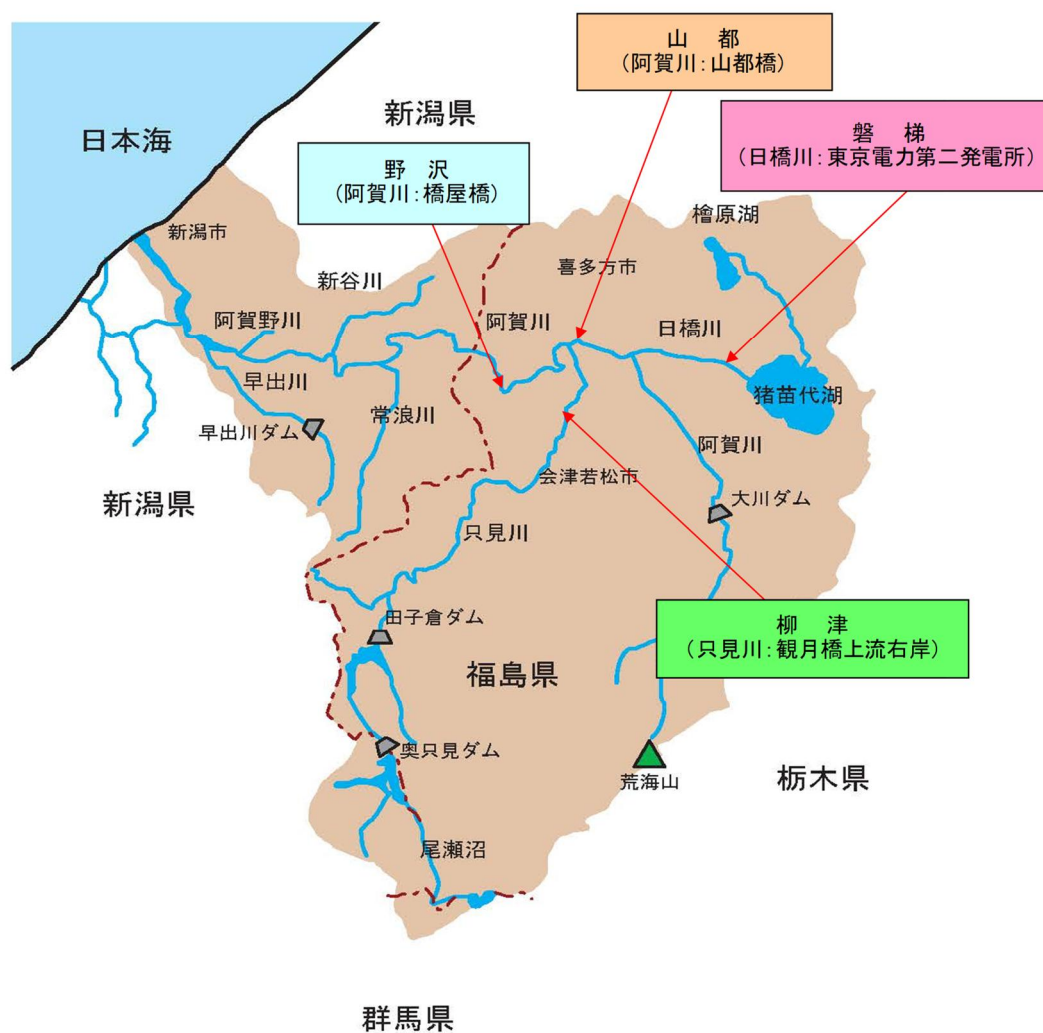 山　都
（阿賀川：山都橋）
新潟県
磐　梯
（日橋川：東京電力第二発電所）
日本海
野　沢
（阿賀川：橋屋橋）
檜原湖
新潟市
喜多方市
新谷川
阿賀野川
阿賀川
日橋川
早出川
猪苗代湖
常浪川
早出川ダム
阿賀川
会津若松市
新潟県
大川ダム
只見川
田子倉ダム
柳　津
（只見川：観月橋上流右岸）
福島県
奥只見ダム
荒海山
栃木県
尾瀬沼
群馬県